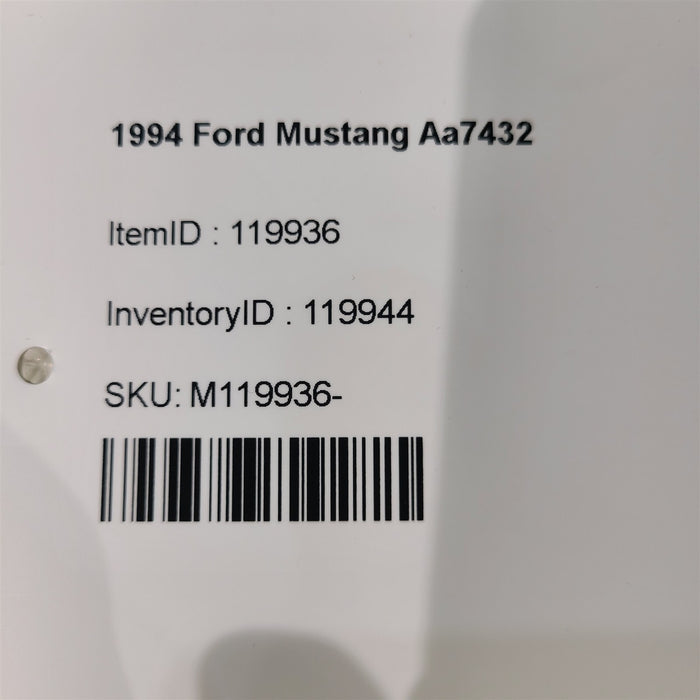 1994 Ford Mustang Aa7432
ItemID : 119936
InventoryID : 119944
SKU: M119936-